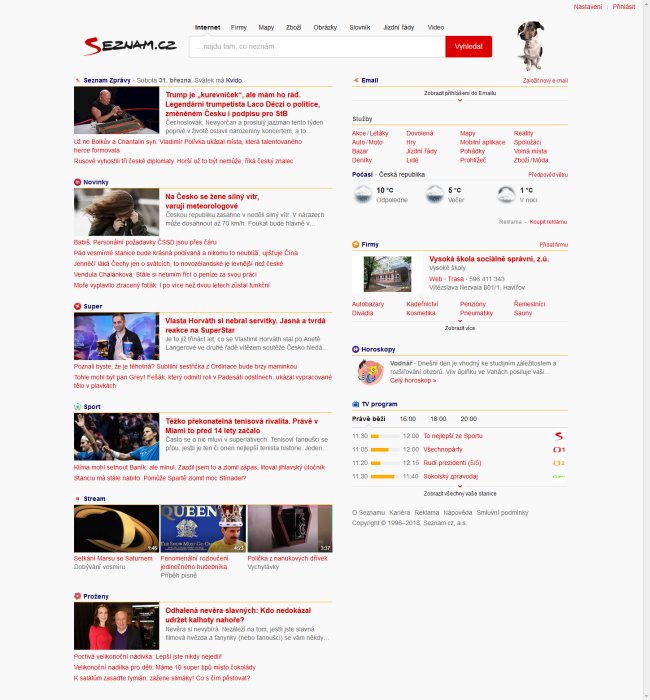 Nastavení | Přihlásit
Internet Firmy Mapy Zboží Obrázky Slovník Jízdní řády Video
SEZNAM.CZ
...najdu tam, co neznám
Vyhledat
Seznam Zprávy - Sobota 31. března. Svátek má Kvido.
Trump je „kurevníček“, ale mám ho rád.
Legendární trumpetista Laco Déczi o politice,
změněném Česku i podpisu pro StB
Čechoslovák, Newyorčan a proslulý jazzman tento týden
poprvé v životě oslavil narozeniny koncertem, a to…
Už ne Bolkův a Chantalin syn. Vladimír Polívka ukázal místa, která talentovaného
herce formovala
Rusové vyhostili tři české diplomaty. Horší už to být nemůže, říká český znalec
Novinky
Na Česko se žene silný vítr,
varují meteorologové
Českou republiku zasáhne v neděli silný vítr. V nárazech
může dosáhnout až 70 km/h. Foukat bude hlavně v…
Babiš: Personální požadavky ČSSD jsou přes čáru
Pád vesmírné stanice bude krásná podívaná a nikomu to neublíží, ujišťuje Čína
Jehněčí láká Čechy jen o svátcích, to novozélandské je levnější než české
Vendula Chalánková: Stále si neumím říct o peníze za svou práci
Moře vyplavilo ztracený foťák. I po více než dvou letech zůstal funkční
Super
Vlasta Horváth si nebral servítky. Jasná a tvrdá
reakce na SuperStar
Je to již třináct let, co se Vlastimil Horváth stal po Anetě
Langerové ve druhé řadě vítězem soutěže Česko hledá…
Poznali byste, že je těhotná? Subtilní sestřička z Ordinace bude brzy maminkou
Tohle mohl být pan Grey! Fešák, který odmítl roli v Padesáti odstínech, ukázal vypracované
tělo v plavkách
Sport
Těžko překonatelná tenisová rivalita. Právě v
Miami to před 14 lety začalo
Často se o nic mluví v superlativech. Tenisoví fanoušci se
přou, jestli je ten či onen nejlepší tenista historie. Jeden…
Klíma mohl setnout Baník, ale minul. Zazdil jsem to a zlomil zápas, litoval jihlavský útočník
Stanciu má stále natvrdo. Pomůže Spartě zlomit moc Stínadel?
Stream
1:46
4:23
3:37
Setkání Marsu se Saturnem
Dobývání vesmíru
Fenomenální rozloučení
jedinečného hudebníka
Příběh písně
Polička z nanukových dřívek
Vychytávky
Proženy
Odhalená nevěra slavných: Kdo nedokázal
udržet kalhoty nahoře?
Nevěra si nevybírá. Nezáleží na tom, jestli jste slavná
filmová hvězda a fanynky (nebo fanoušci) se vám někdy…
Poctivá velikonoční nádivka: Lepší jste nikdy nejedli!
Velikonoční nadílka pro děti: Máme 10 super tipů místo čokolády
K salátům zasaďte tymián, zažene slimáky! Co s čím pěstovat?
Email
Založit nový e-mail
Zobrazit přihlášení do Emailu
Služby
Akce / Letáky Dovolená Mapy Reality
Auto / Moto Hry Mobilní aplikace Spolužáci
Bazar Jízdní řády Pohádky Volná místa
Deníky Lidé Prohlížeč Zboží / Móda
Počasí - Česká republika
Předpověď větru
10 °C
Odpoledne
5 °C
Večer
1 °C
V noci
Reklama - Koupit reklamu
Firmy
Přidat firmu
Vysoká škola sociálně správní, z.ú.
Vysoké školy
Web - Trasa - 596 411 343
Vítězslava Nezvala 801/1, Havířov
Autobazary Kadeřnictví Penziony Řemeslníci
Divadla Kosmetika Pneumatiky Sauny
Zobrazit více
Horoskopy
Vodnář - Dnešní den je vhodný ke studijním záležitostem a
rozšiřování obzorů. Vliv úplňku ve Vahách posiluje vaši…
Celý horoskop »
TV program
Právě běží 16:00 18:00 20:00
11:30 12:00 To nejlepší ze Sportu
11:05 12:00 Všechnopárty
11:20 12:15 Rudí prezidenti (5/5)
11:30 11:40 Sokolský zpravodaj
Zobrazit všechny vaše stanice
O Seznamu Kariéra Reklama Nápověda Smluvní podmínky
Copyright © 1996–2018, Seznam.cz, a.s.